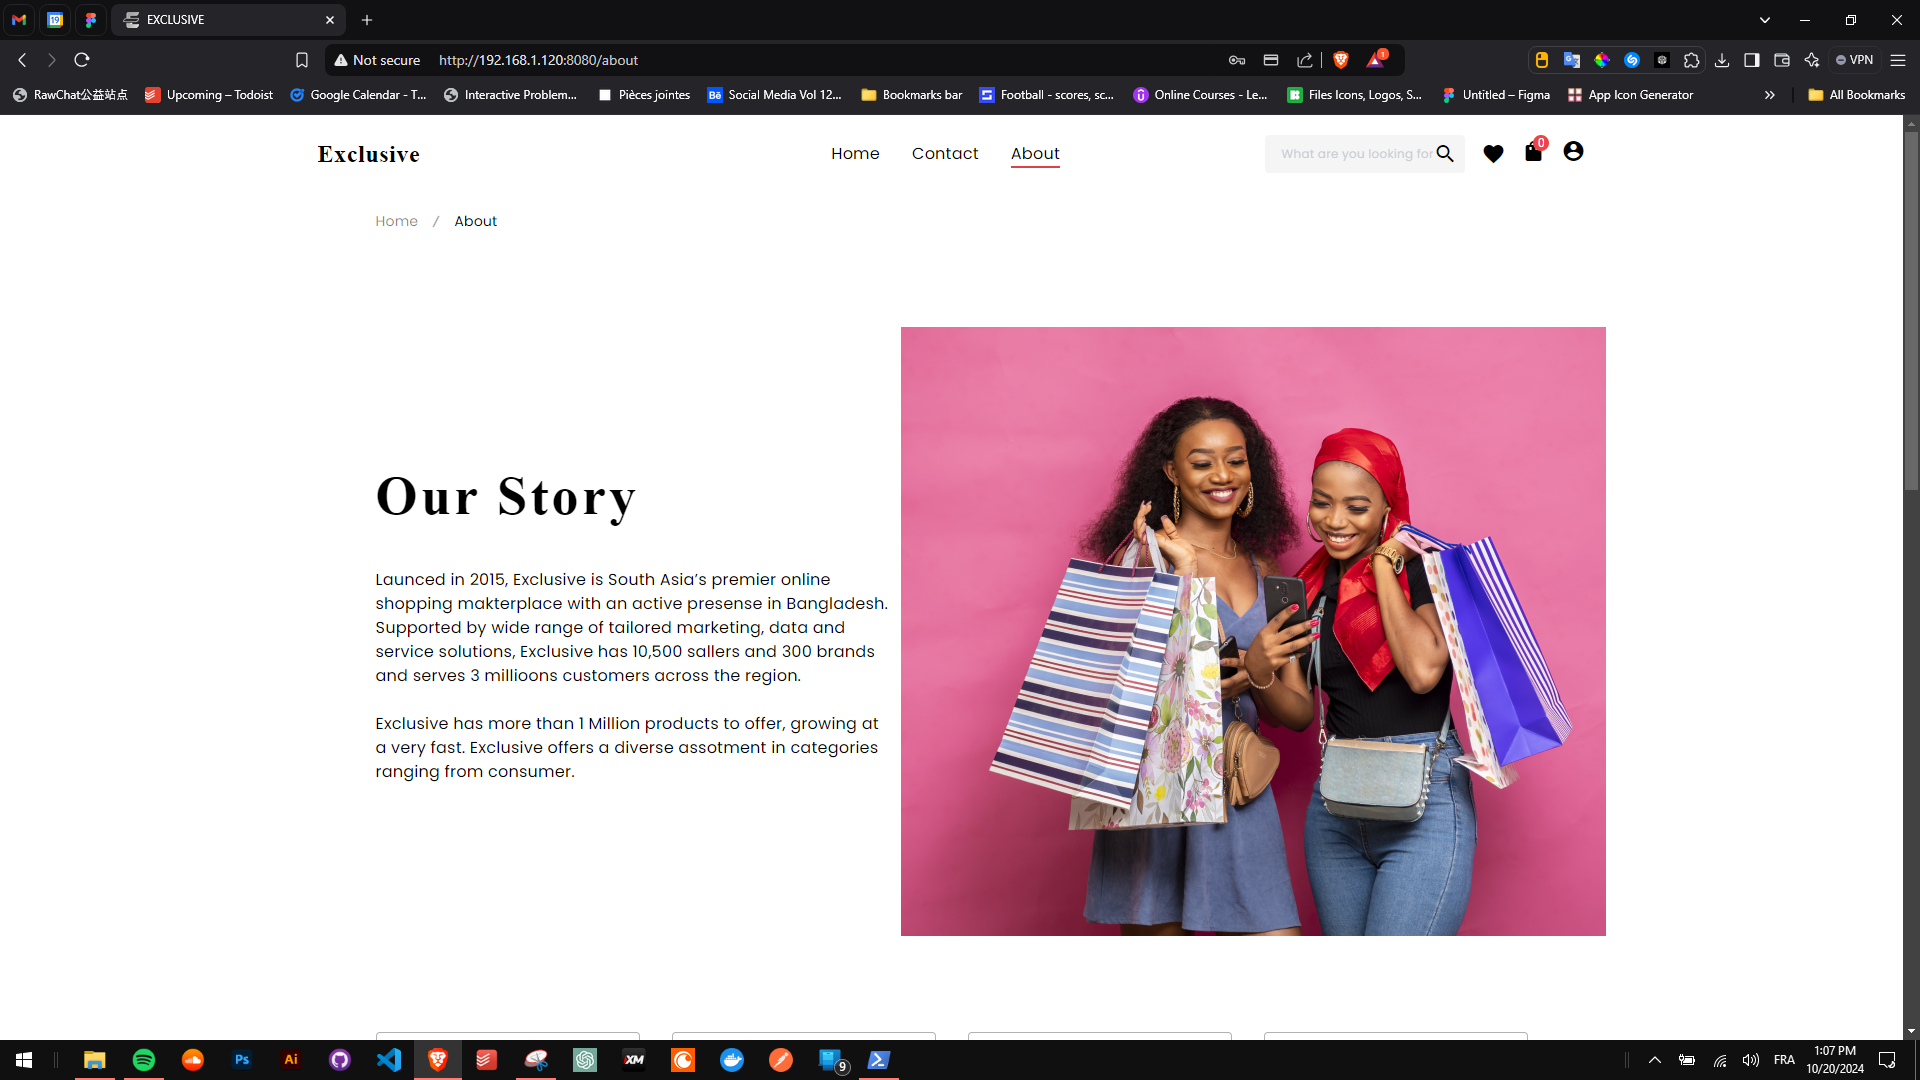 19
EXCLUSIVE
Not secure http://192.168.1.120:8080/about
1
VPN
RawChat公益站点 Upcoming – Todoist Google Calendar - T... Interactive Problem... Pièces jointes Bē Social Media Vol 12... Bookmarks bar Football - scores, sc... Online Courses - Le... Files Icons, Logos, S... Untitled – Figma App Icon Generator » All Bookmarks
Exclusive
Home Contact About
What are you looking for
0
Home / About
Our Story
Launced in 2015, Exclusive is South Asia’s premier online
shopping makterplace with an active presense in Bangladesh.
Supported by wide range of tailored marketing, data and
service solutions, Exclusive has 10,500 sallers and 300 brands
and serves 3 millioons customers across the region.
Exclusive has more than 1 Million products to offer, growing at
a very fast. Exclusive offers a diverse assotment in categories
ranging from consumer.
Ps Ai XM 9
FRA
1:07 PM
10/20/2024